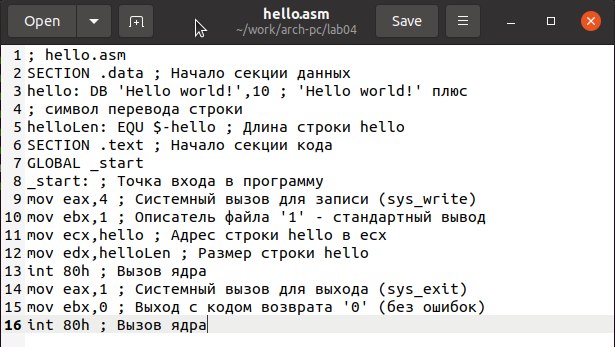 Open
hello.asm
~/work/arch-pc/lab04
Save
1 ; hello.asm
2 SECTION .data ; Начало секции данных
3 hello: DB 'Hello world!',10 ; 'Hello world!' плюс
4 ; символ перевода строки
5 helloLen: EQU $-hello ; Длина строки hello
6 SECTION .text ; Начало секции кода
7 GLOBAL _start
8 _start: ; Точка входа в программу
9 mov eax,4 ; Системный вызов для записи (sys_write)
10 mov ebx,1 ; Описатель файла '1' - стандартный вывод
11 mov ecx,hello ; Адрес строки hello в ecx
12 mov edx,helloLen ; Размер строки hello
13 int 80h ; Вызов ядра
14 mov eax,1 ; Системный вызов для выхода (sys_exit)
15 mov ebx,0 ; Выход с кодом возврата '0' (без ошибок)
16 int 80h ; Вызов ядра